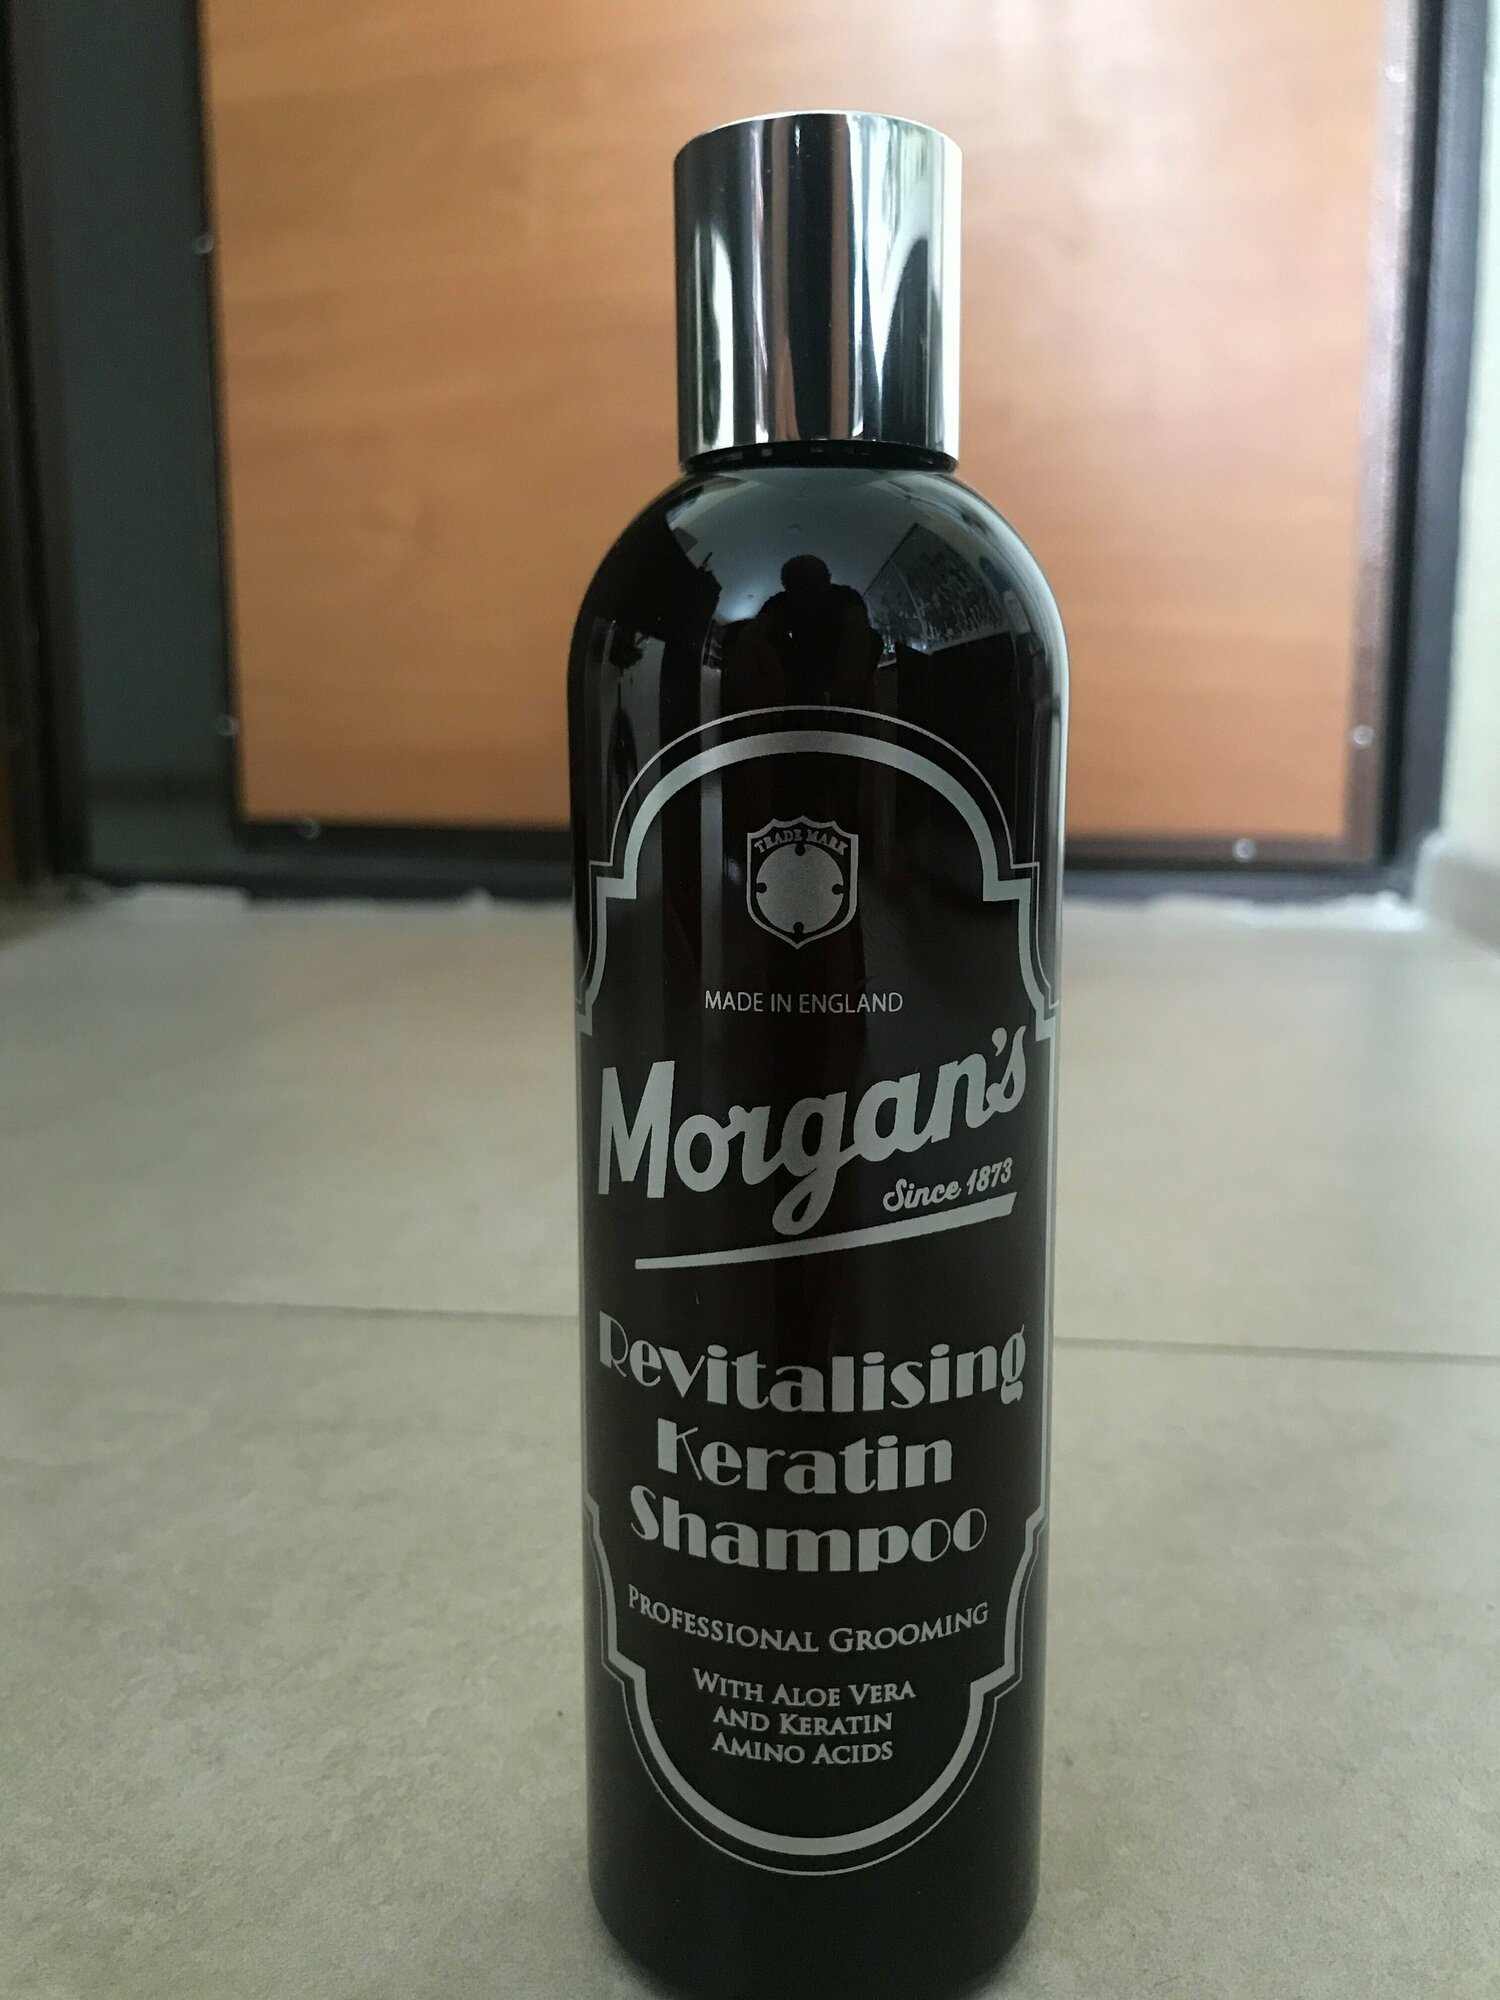 TRADE MARK
MADE IN ENGLAND
Morgan's
Since 1873
Revitalising
Keratin
Shampoo
PROFESSIONAL GROOMING
WITH ALOE VERA
AND KERATIN
AMINO ACIDS